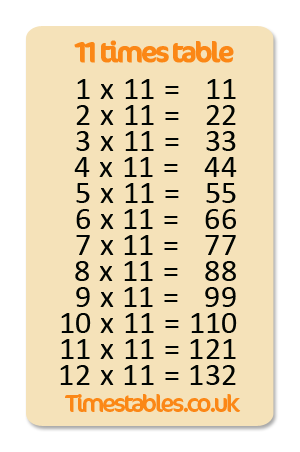 11 times table
1 x 11 = 11
2 x 11 = 22
3 x 11 = 33
4 x 11 = 44
5 x 11 = 55
6 x 11 = 66
7 x 11 = 77
8 x 11 = 88
9 x 11 = 99
10 x 11 = 110
11 x 11 = 121
12 x 11 = 132
Timestables.co.uk